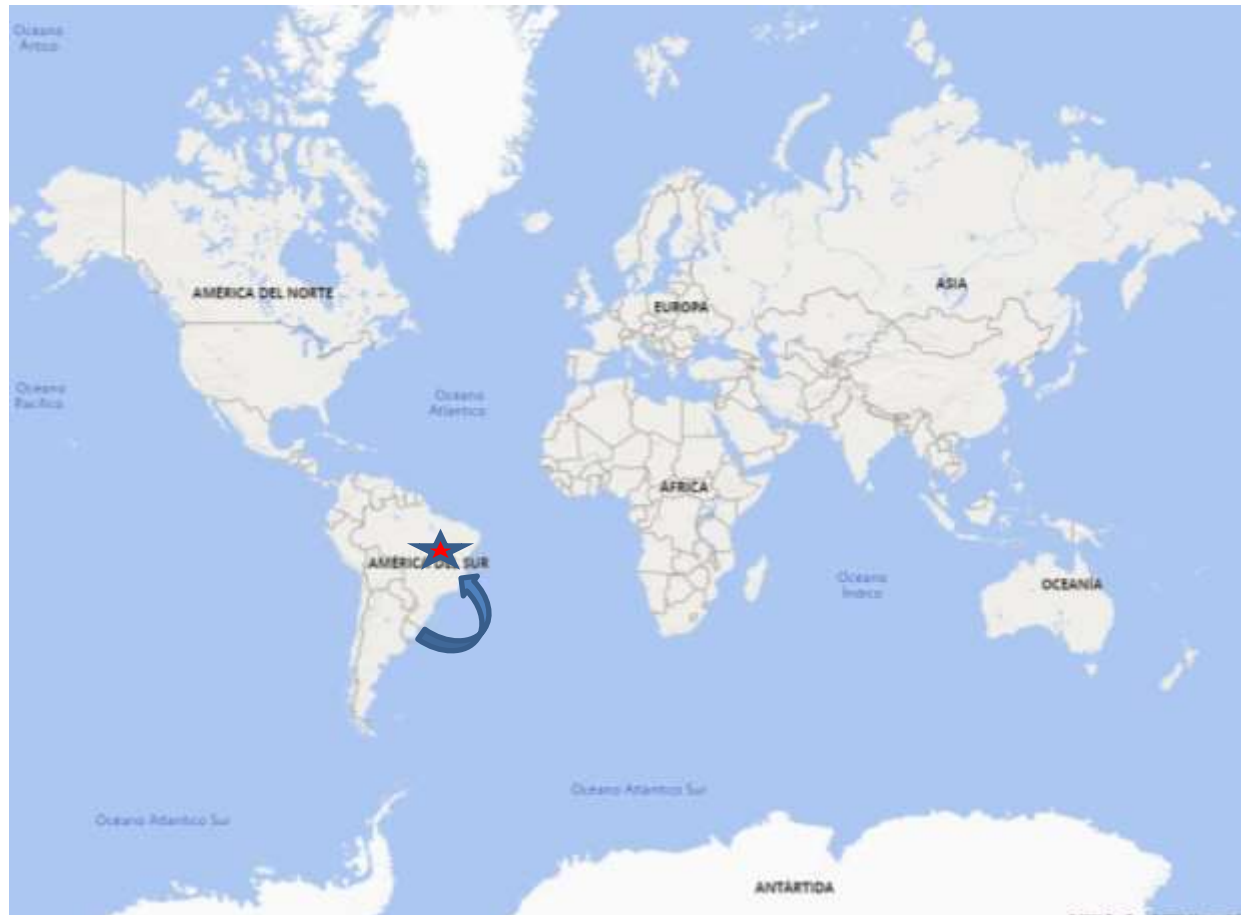 Océano
Ártico
AMÉRICA DEL NORTE
ASIA
EUROPA
Océano
Pacífico
Océano
Atlántico
ÁFRICA
AMÉRICA DEL SUR
Océano
Índico
OCEANÍA
Océano Atlántico Sur
Océano Atlántico Sur
ANTÁRTIDA